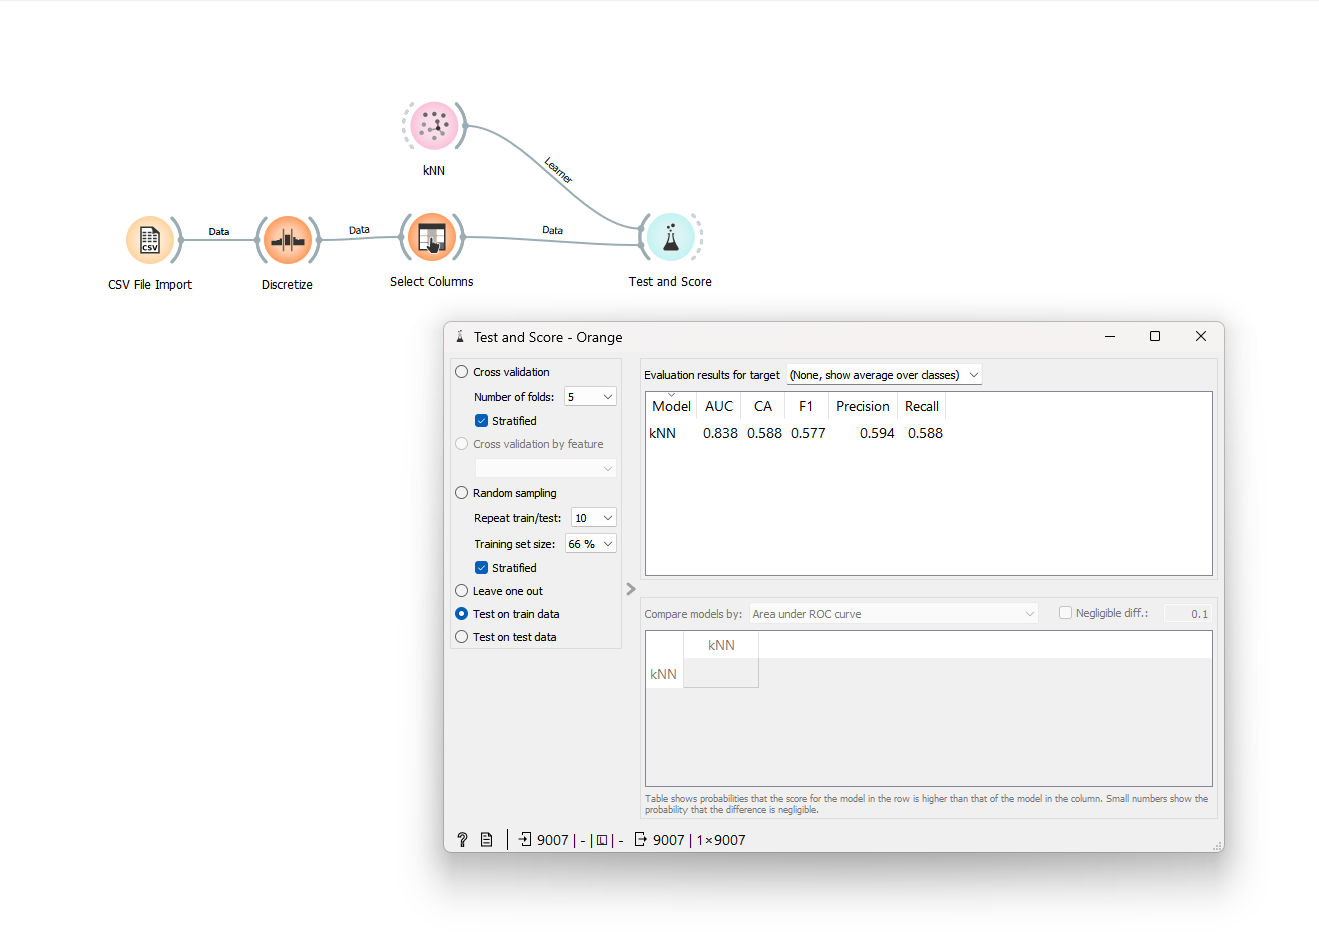 kNN
Learner
CSV
Data
Data
Data
CSV File Import
Discretize
Select Columns
Test and Score
Test and Score - Orange
Cross validation
Number of folds: 5
Stratified
Cross validation by feature
Random sampling
Repeat train/test: 10
Training set size: 66 %
Stratified
Leave one out
Test on train data
Test on test data
Evaluation results for target (None, show average over classes)
Model AUC CA F1 Precision Recall
kNN 0.838 0.588 0.577 0.594 0.588
Compare models by: Area under ROC curve Negligible diff.: 0.1
kNN
kNN
Table shows probabilities that the score for the model in the row is higher than that of the model in the column. Small numbers show the
probability that the difference is negligible.
? 9007 | - | L | - 9007 | 1×9007